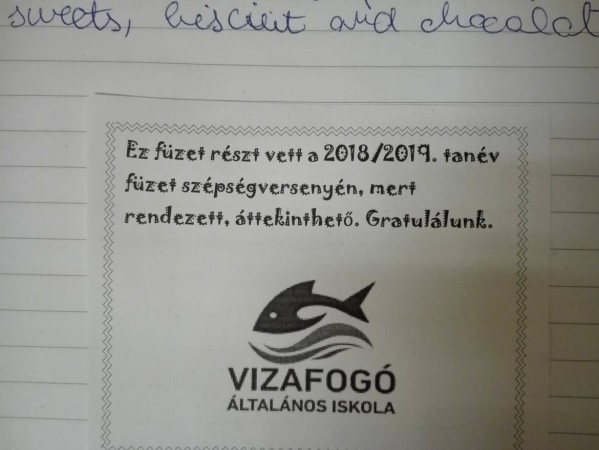 sweets, biscuit and chocolat
Ez füzet részt vett a 2018/2019. tanév
füzet szépségversenyén, mert
rendezett, áttekinthető. Gratulálunk.
VIZAFOGÓ
ÁLTALÁNOS ISKOLA